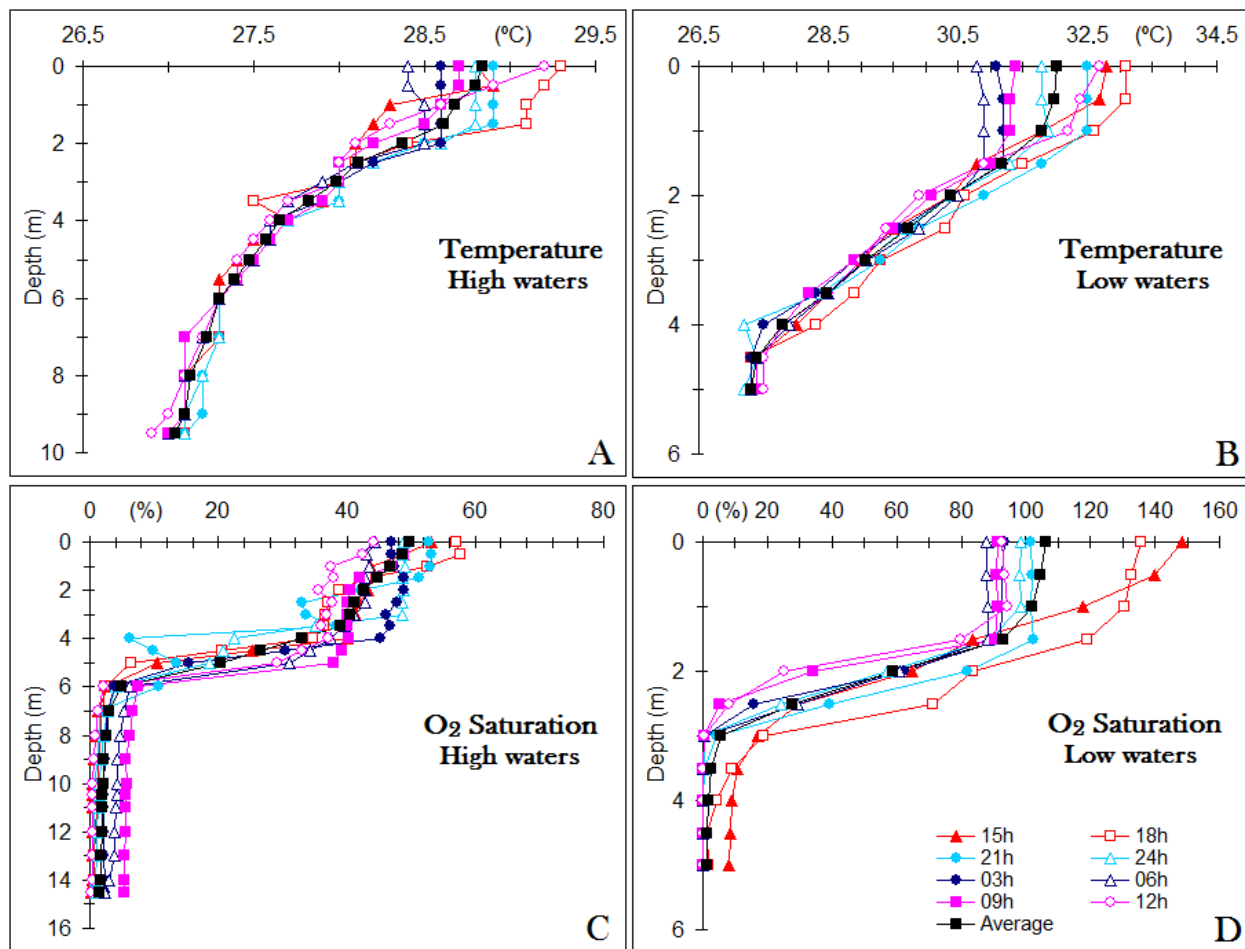 26.5 27.5 28.5 (ºC) 29.5
0
2
4
6
8
10
Depth (m)
Temperature
High waters
A
26.5 28.5 30.5 (ºC) 32.5 34.5
0
2
4
6
Depth (m)
Temperature
Low waters
B
0 (%) 20 40 60 80
0
2
4
6
8
10
12
14
16
Depth (m)
O2 Saturation
High waters
C
0 (%) 20 40 60 80 100 120 140 160
0
2
4
6
Depth (m)
O2 Saturation
Low waters
15h 18h
21h 24h
03h 06h
09h 12h
Average
D